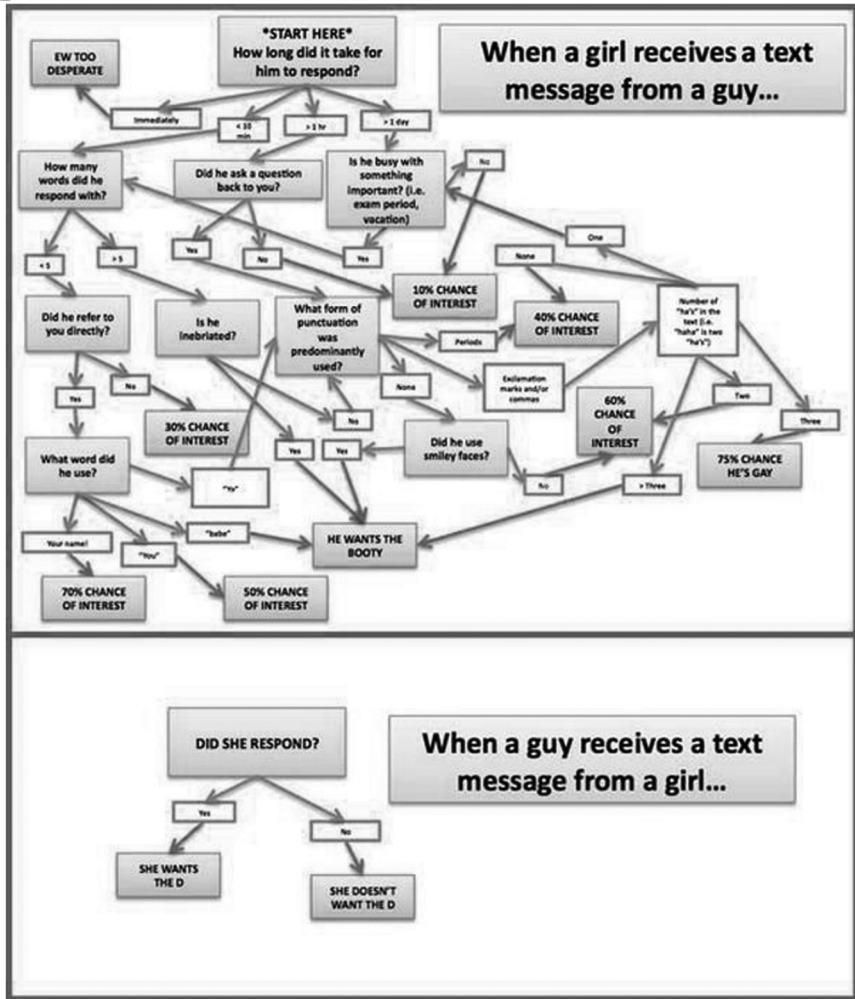 *START HERE*
How long did it take for
him to respond?
When a girl receives a text
message from a guy...
EW TOO
DESPERATE
Immediately
< 10
min
> 1 hr
> 1 day
How many
words did he
respond with?
Did he ask a question
back to you?
Is he busy with
something
important? (i.e.
exam period,
vacation)
No
Yes
No
Yes
One
None
< 5
> 5
10% CHANCE
OF INTEREST
40% CHANCE
OF INTEREST
Number of
"ha's" in the
text (i.e.
"haha" is two
"ha's")
Did he refer to
you directly?
Is he
inebriated?
What form of
punctuation
was
predominantly
used?
Periods
None
Exclamation
marks and/or
commas
Two
Three
Yes
No
30% CHANCE
OF INTEREST
No
60%
CHANCE
OF
INTEREST
75% CHANCE
HE'S GAY
What word did
he use?
"Ya"
Yes
Yes
Did he use
smiley faces?
No
> Three
Your name!
"You"
"babe"
HE WANTS THE
BOOTY
70% CHANCE
OF INTEREST
50% CHANCE
OF INTEREST
DID SHE RESPOND?
When a guy receives a text
message from a girl...
Yes
No
SHE WANTS
THE D
SHE DOESN'T
WANT THE D